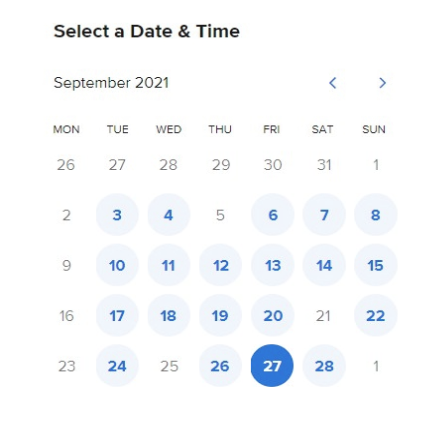 Select a Date & Time
September 2021
MON TUE WED THU FRI SAT SUN
26 27 28 29 30 31 1
2 3 4 5 6 7 8
9 10 11 12 13 14 15
16 17 18 19 20 21 22
23 24 25 26 27 28 1